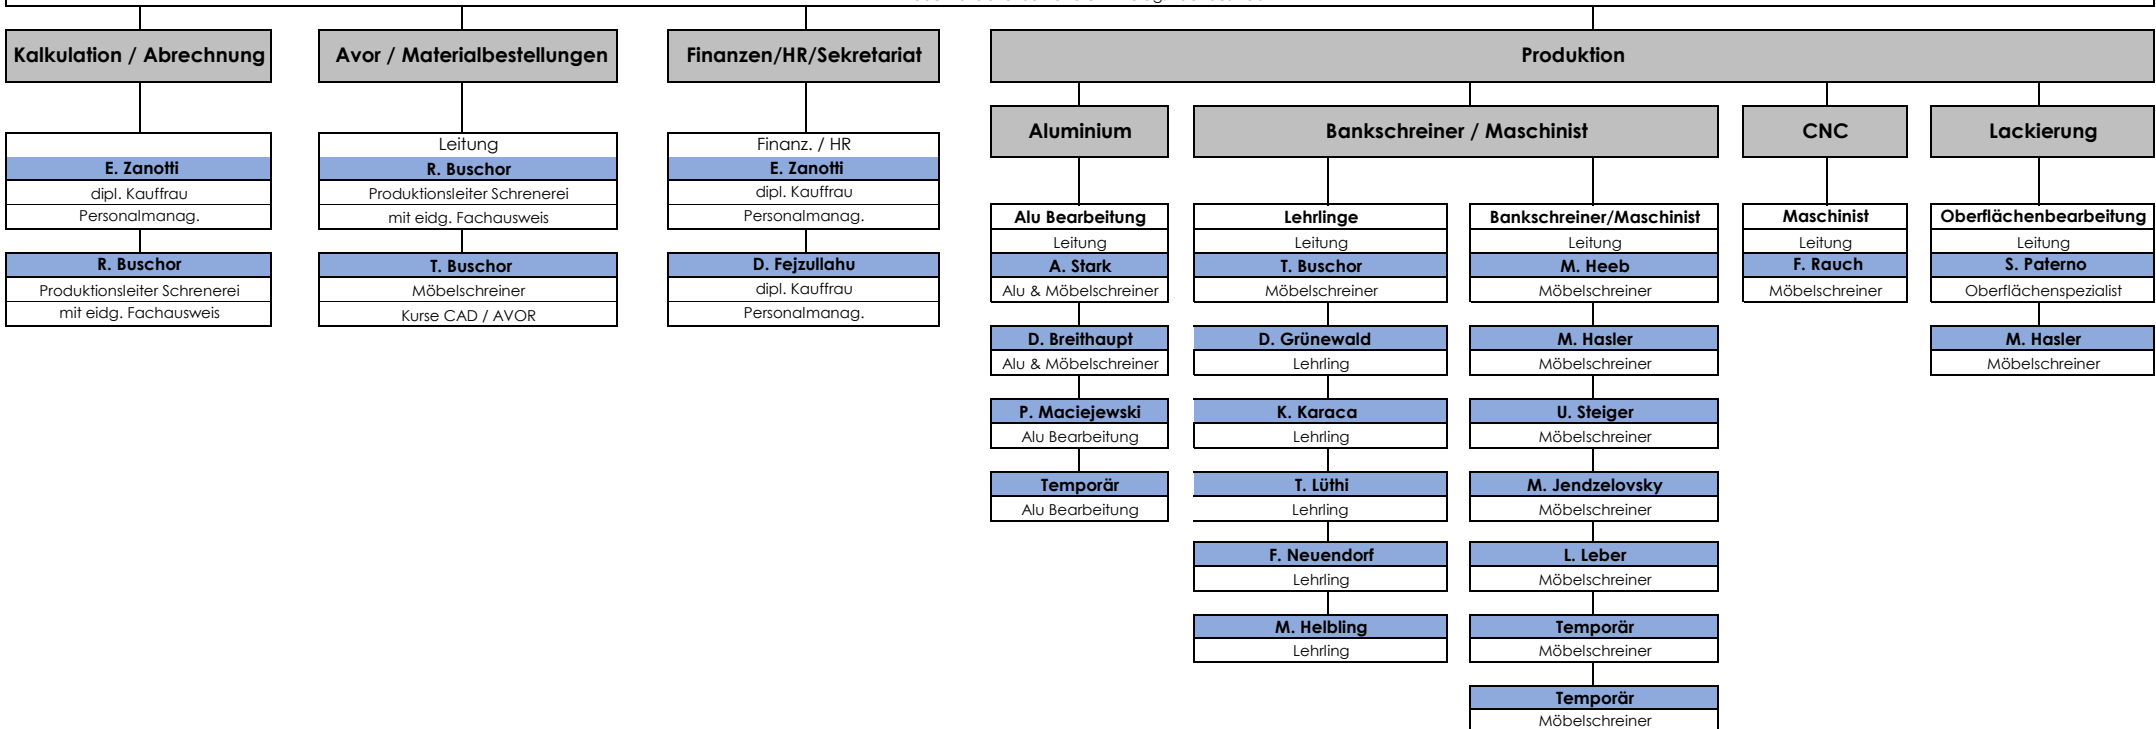 Kalkulation / Abrechnung
E. Zanotti
dipl. Kauffrau
Personalmanag.
R. Buschor
Produktionsleiter Schrenerei
mit eidg. Fachausweis
Avor / Materialbestellungen
Leitung
R. Buschor
Produktionsleiter Schrenerei
mit eidg. Fachausweis
T. Buschor
Möbelschreiner
Kurse CAD / AVOR
Finanzen/HR/Sekretariat
Finanz. / HR
E. Zanotti
dipl. Kauffrau
Personalmanag.
D. Fejzullahu
dipl. Kauffrau
Personalmanag.
Produktion
Aluminium
Alu Bearbeitung
Leitung
A. Stark
Alu & Möbelschreiner
D. Breithaupt
Alu & Möbelschreiner
P. Maciejewski
Alu Bearbeitung
Temporär
Alu Bearbeitung
Bankschreiner / Maschinist
Lehrlinge
Leitung
T. Buschor
Möbelschreiner
D. Grünewald
Lehrling
K. Karaca
Lehrling
T. Lüthi
Lehrling
F. Neuendorf
Lehrling
M. Helbling
Lehrling
Bankschreiner/Maschinist
Leitung
M. Heeb
Möbelschreiner
M. Hasler
Möbelschreiner
U. Steiger
Möbelschreiner
M. Jendzelovsky
Möbelschreiner
L. Leber
Möbelschreiner
Temporär
Möbelschreiner
Temporär
Möbelschreiner
CNC
Maschinist
Leitung
F. Rauch
Möbelschreiner
Lackierung
Oberflächenbearbeitung
Leitung
S. Paterno
Oberflächenspezialist
M. Hasler
Möbelschreiner